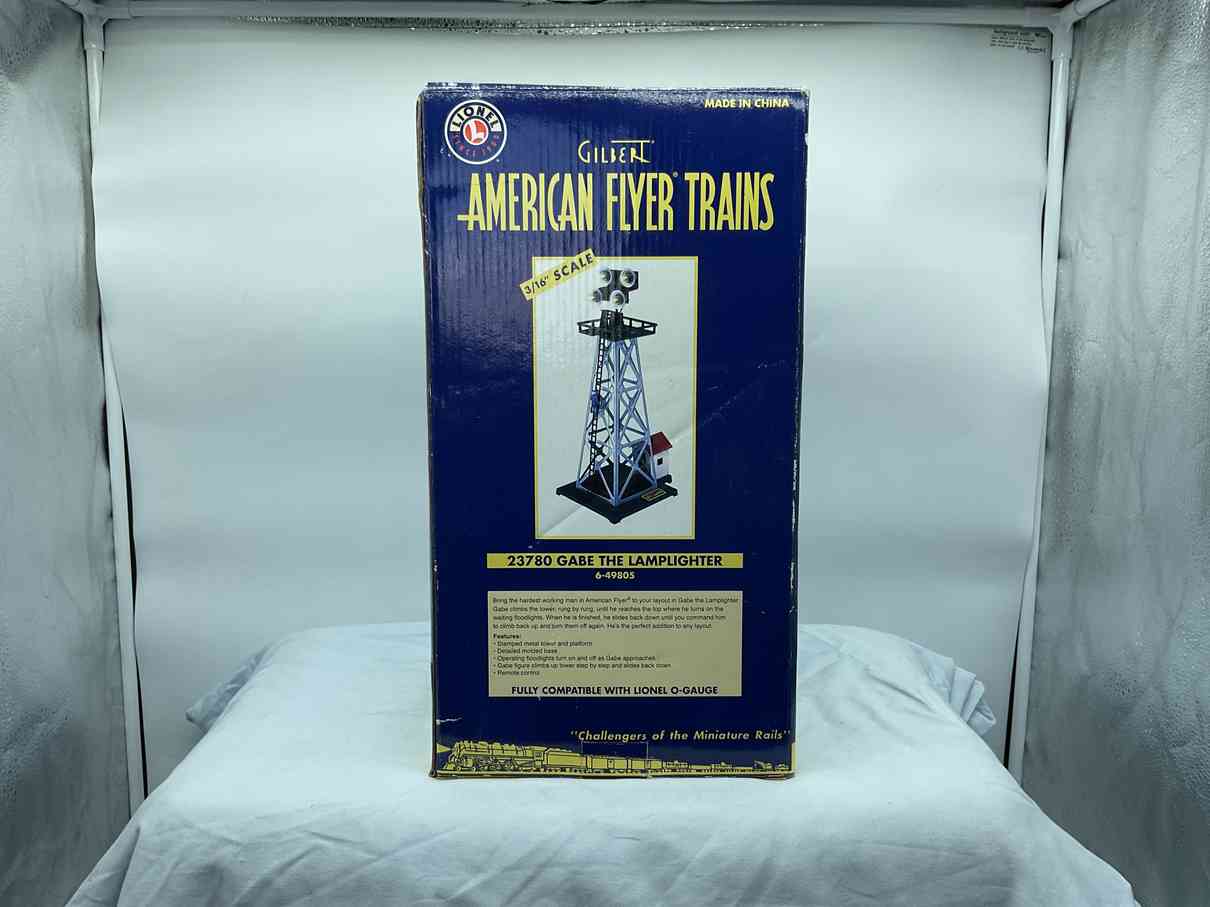 MADE IN CHINA
LIONEL
SINCE 1900
GILBERT®
AMERICAN FLYER® TRAINS
3/16" SCALE
23780 GABE THE LAMPLIGHTER
6-49805
Bring the hardest working man in American Flyer® to your layout in Gabe the Lamplighter.
Gabe climbs the tower, rung by rung, until he reaches the top where he turns on the
waiting floodlights. When he is finished, he slides back down until you command him
to climb back up and turn them off again. He's the perfect addition to any layout.
Features:
• Stamped metal tower and platform
• Detailed molded base
• Operating floodlights turn on and off as Gabe approaches
• Gabe figure climbs up tower step by step and slides back down
• Remote control
FULLY COMPATIBLE WITH LIONEL O-GAUGE
"Challengers of the Miniature Rails"